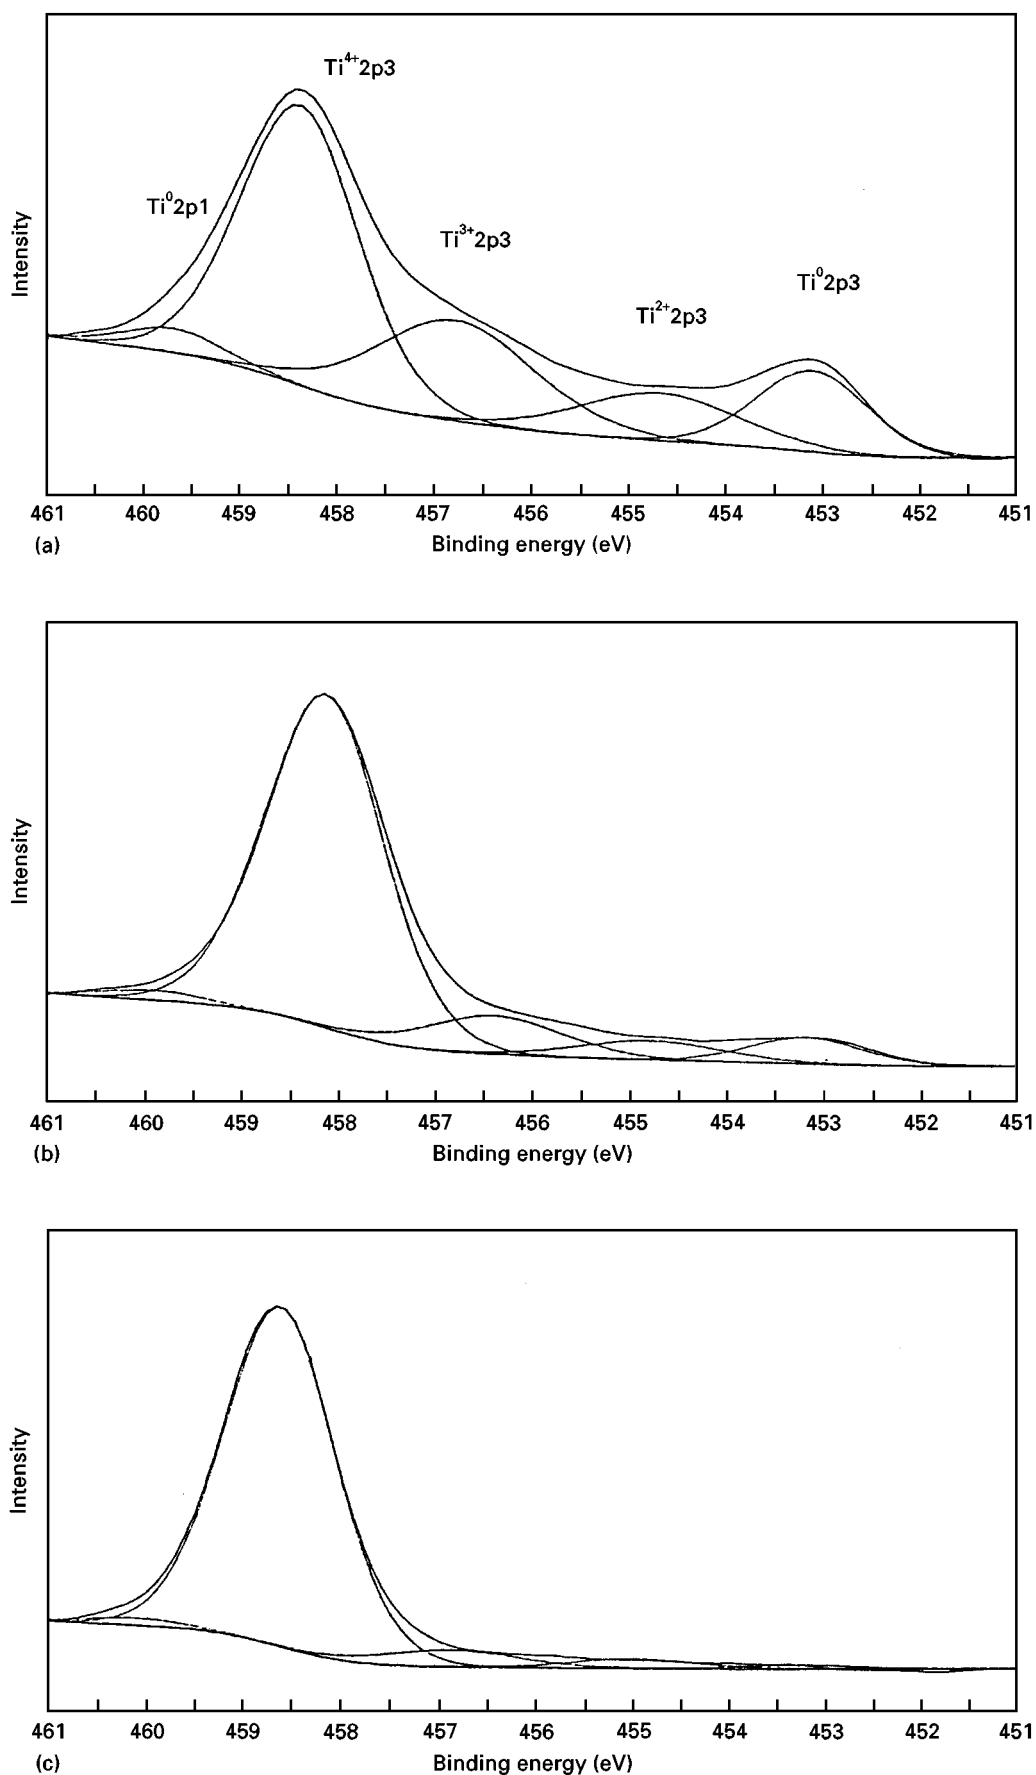 Ti⁴⁺2p3
Ti⁰2p1
Ti³⁺2p3
Ti⁰2p3
Ti²⁺2p3
Intensity
461 460 459 458 457 456 455 454 453 452 451
(a) Binding energy (eV)
Intensity
461 460 459 458 457 456 455 454 453 452 451
(b) Binding energy (eV)
Intensity
461 460 459 458 457 456 455 454 453 452 451
(c) Binding energy (eV)